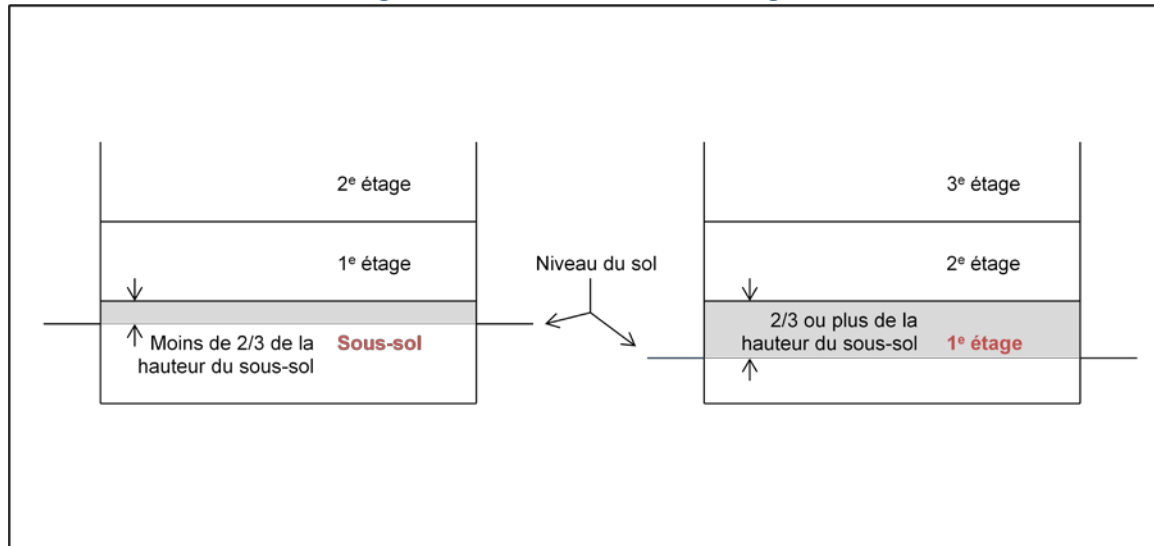 2e étage
1e étage
Moins de 2/3 de la
hauteur du sous-sol
Sous-sol
Niveau du sol
3e étage
2e étage
2/3 ou plus de la
hauteur du sous-sol
1e étage